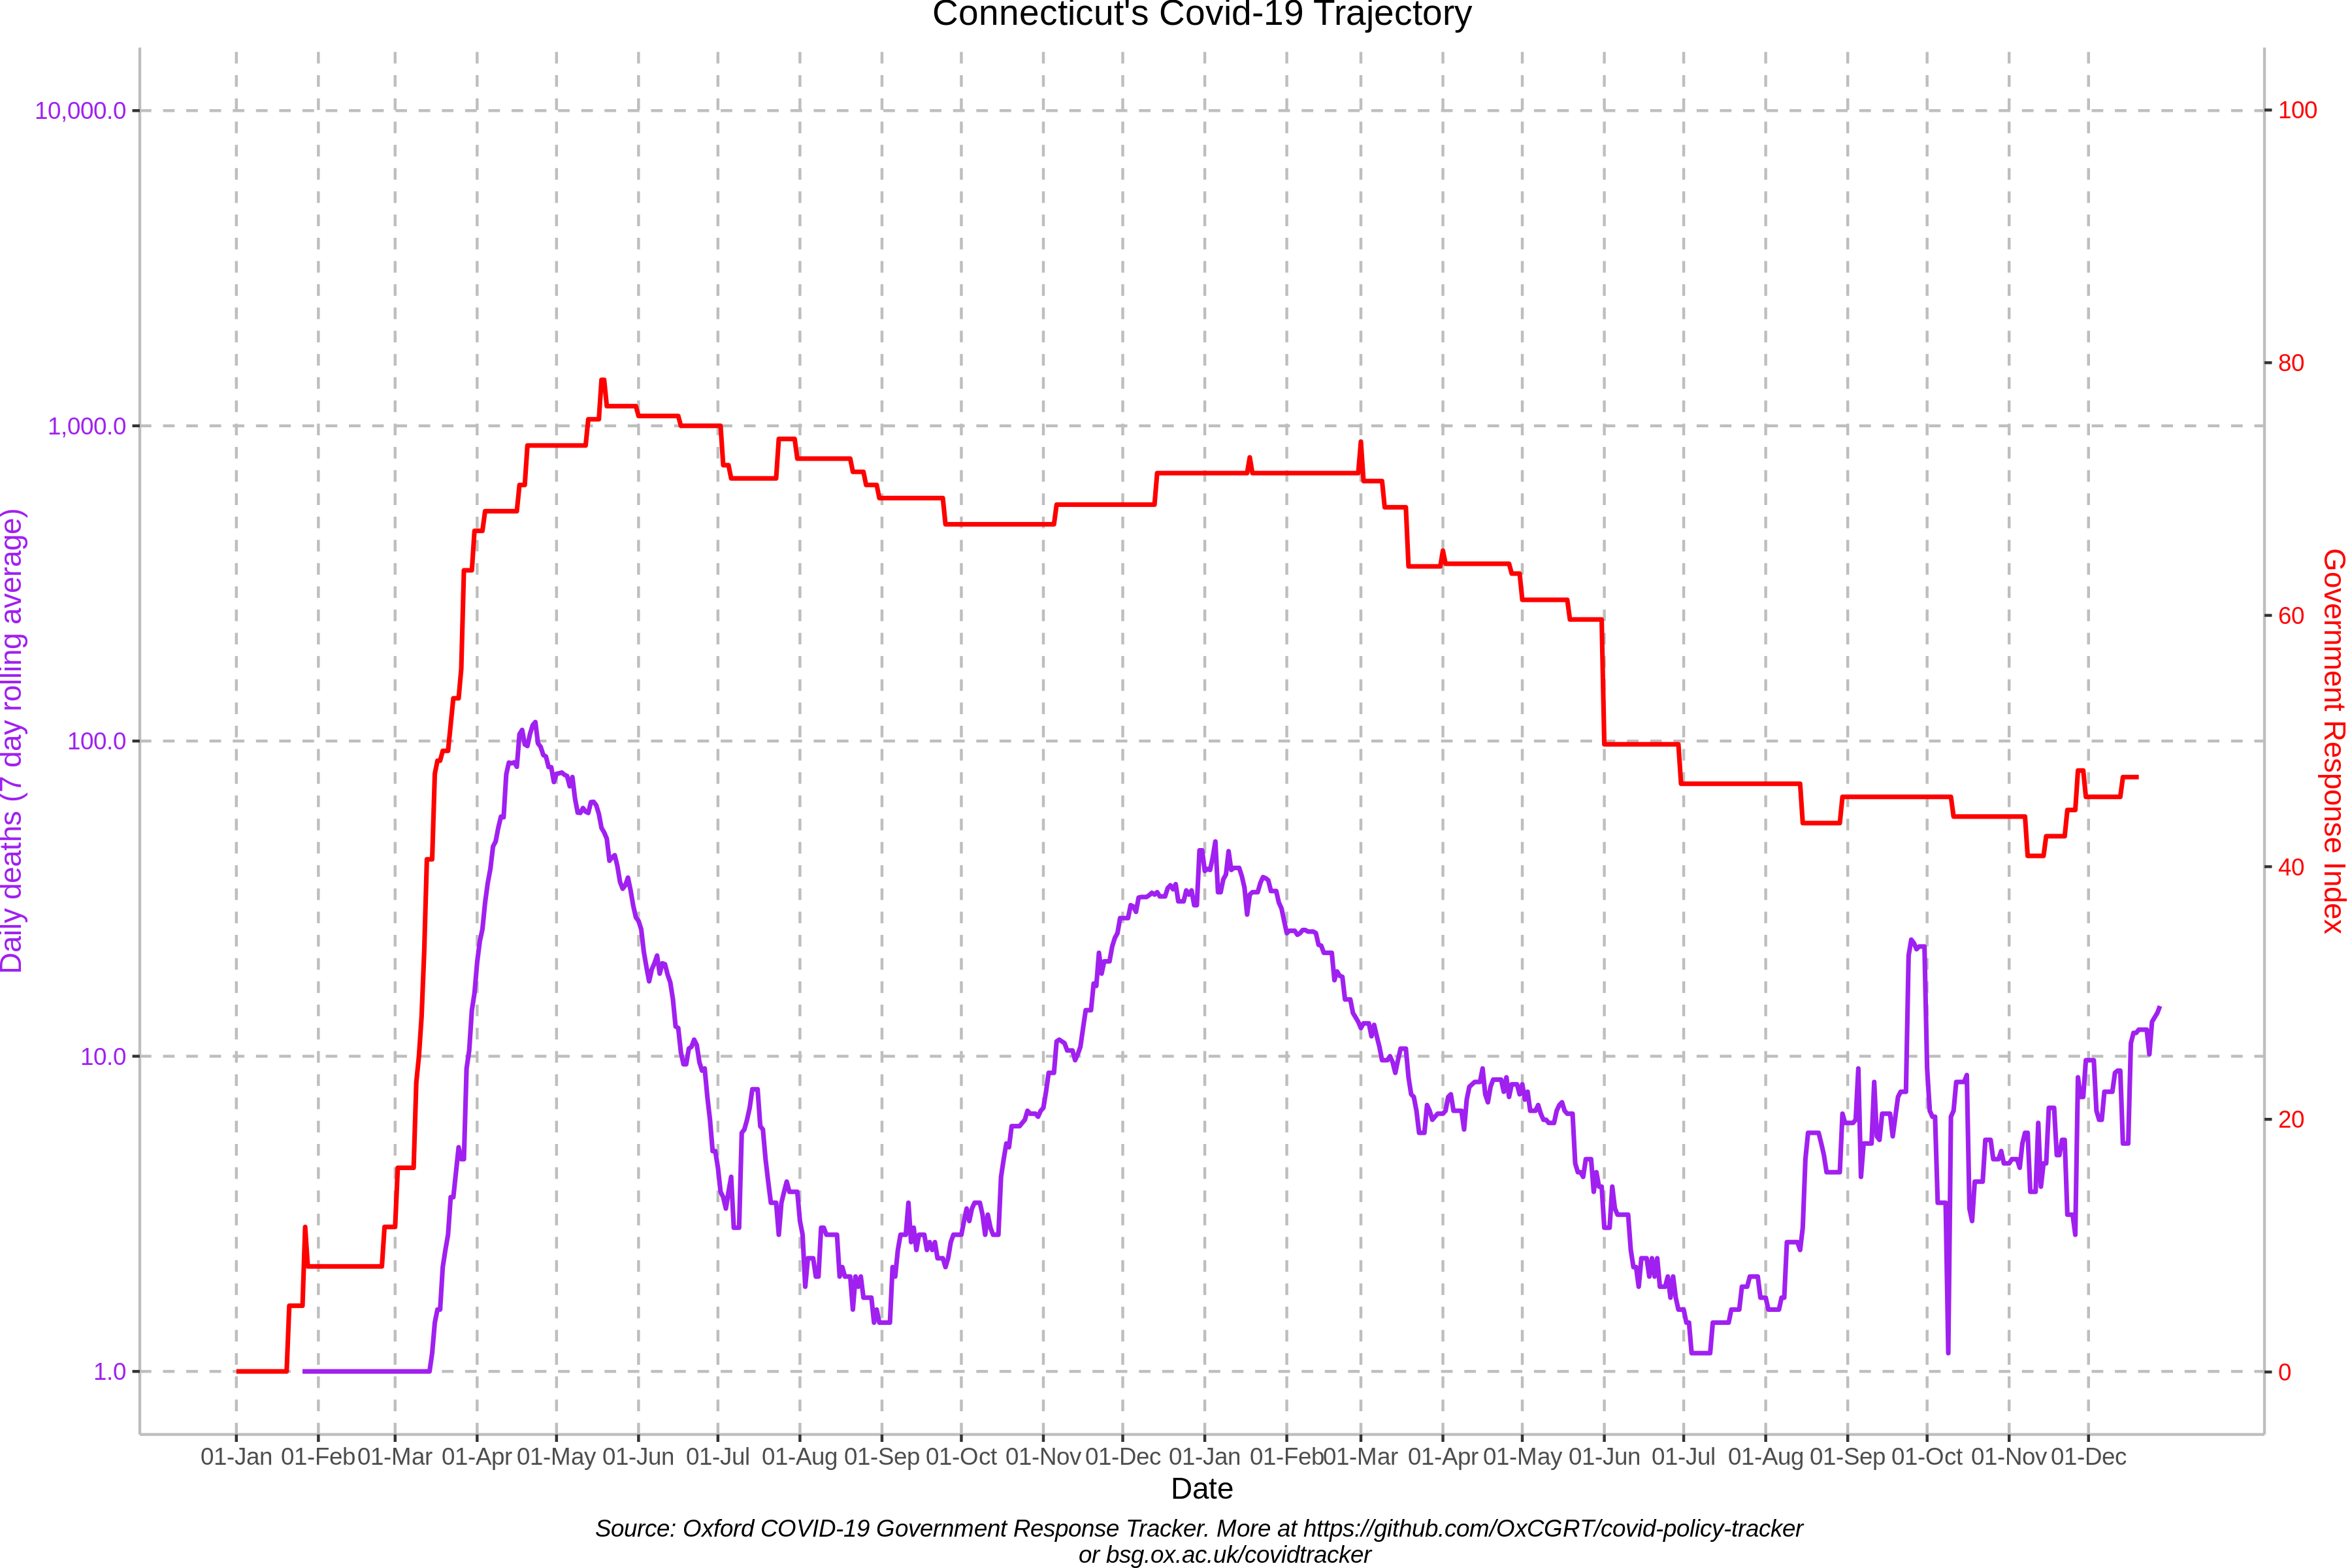 Connecticut's Covid-19 Trajectory
10,000.0
1,000.0
100.0
10.0
1.0
Daily deaths (7 day rolling average)
100
80
60
40
20
0
Government Response Index
01-Jan 01-Feb 01-Mar 01-Apr 01-May 01-Jun 01-Jul 01-Aug 01-Sep 01-Oct 01-Nov 01-Dec 01-Jan 01-Feb 01-Mar 01-Apr 01-May 01-Jun 01-Jul 01-Aug 01-Sep 01-Oct 01-Nov 01-Dec
Date
Source: Oxford COVID-19 Government Response Tracker. More at https://github.com/OxCGRT/covid-policy-tracker
or bsg.ox.ac.uk/covidtracker